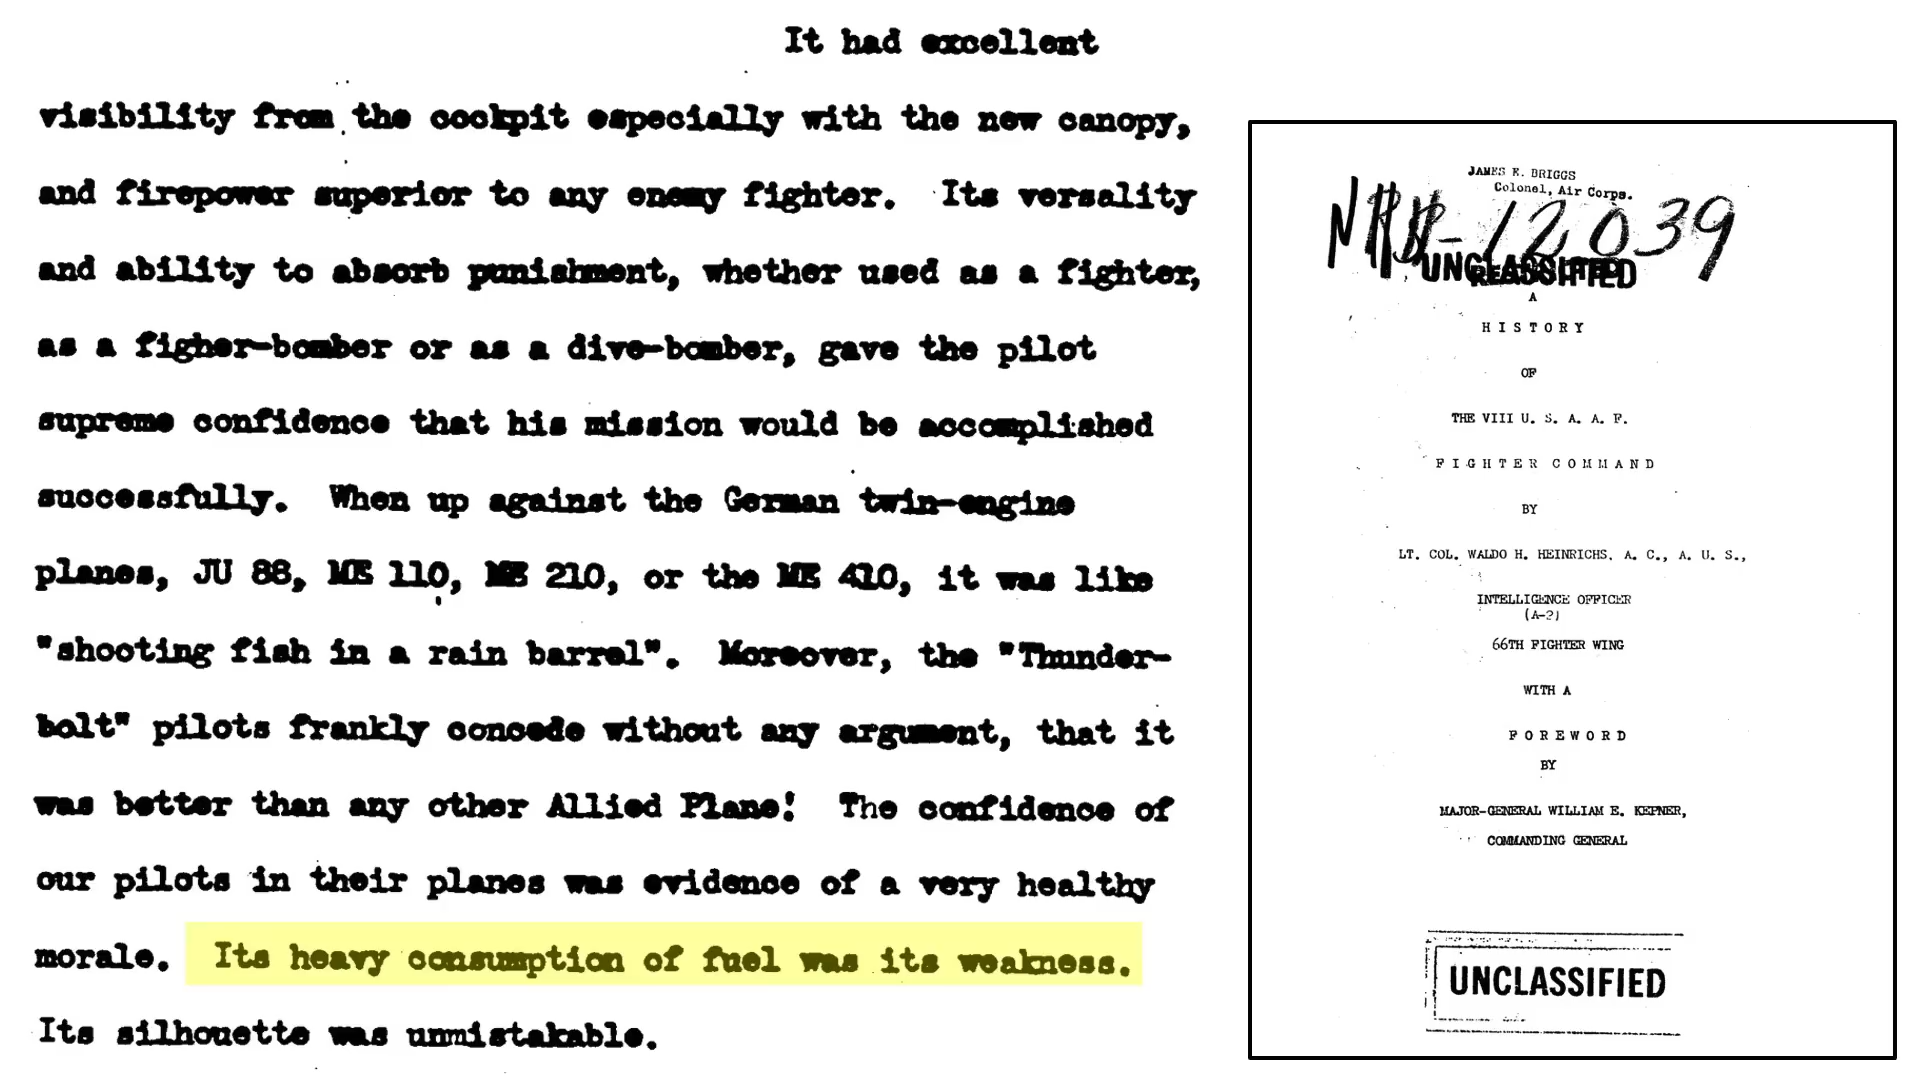 It had excellent
visibility from the cockpit especially with the new canopy,
and firepower superior to any enemy fighter. Its versality
and ability to absorb punishment, whether used as a fighter,
as a figher-bomber or as a dive-bomber, gave the pilot
supreme confidence that his mission would be accomplished
successfully. When up against the German twin-engine
planes, JU 88, ME 110, ME 210, or the ME 410, it was like
"shooting fish in a rain barrel". Moreover, the "Thunder-
bolt" pilots frankly concede without any argument, that it
was better than any other Allied Plane! The confidence of
our pilots in their planes was evidence of a very healthy
morale. Its heavy consumption of fuel was its weakness.
Its silhouette was unmistakable.
JAMES E. BRIGGS
Colonel, Air Corps.
12039
UNCLASSIFIED
A
HISTORY
OF
THE VIII U. S. A. A. F.
FIGHTER COMMAND
BY
LT. COL. WALDO H. HEINRICHS, A. C., A. U. S.,
INTELLIGENCE OFFICER
(A-2)
66TH FIGHTER WING
WITH A
FOREWORD
BY
MAJOR-GENERAL WILLIAM E. KEPNER,
COMMANDING GENERAL
UNCLASSIFIED